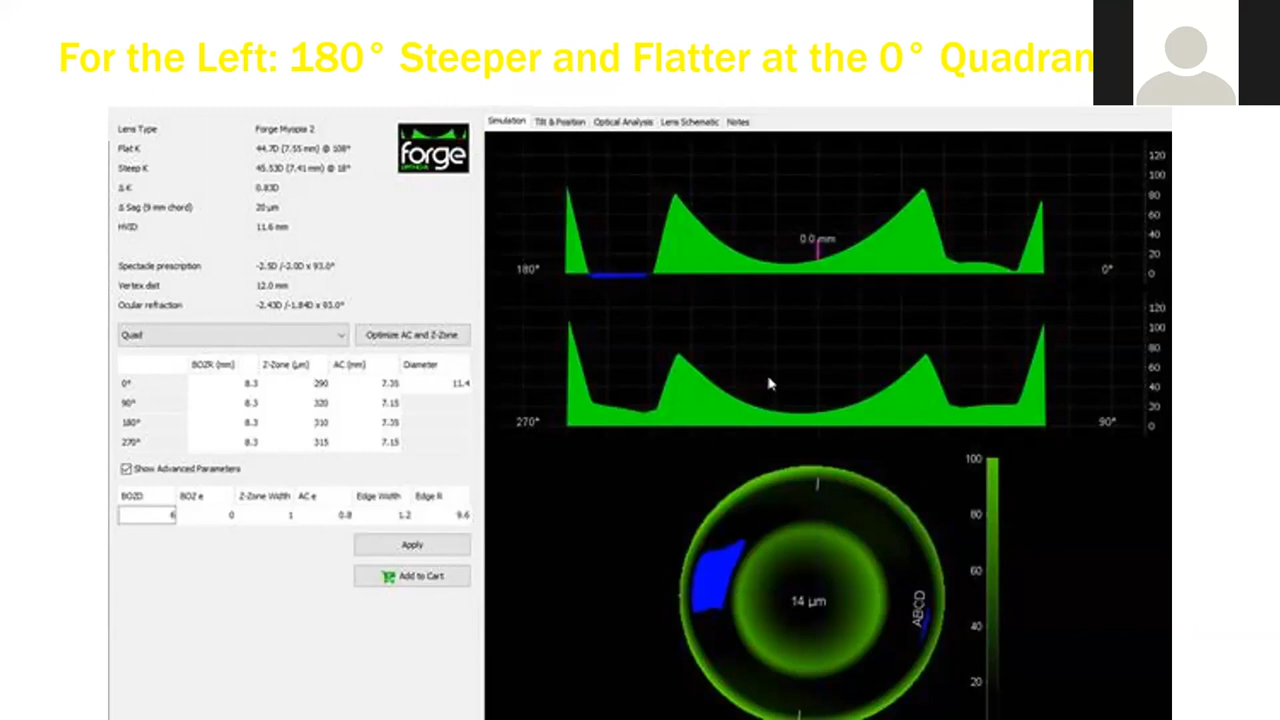 For the Left: 180° Steeper and Flatter at the 0° Quadran
Lens Type Forge Myopia 2
Flat K 44.7D (7.55 mm) @ 108°
Steep K 45.53D (7.41 mm) @ 18°
Δ K 0.83D
Δ Sag (9 mm chord) 20 μm
HVID 11.6 mm
Spectacle prescription -2.5D /-2.0D x 93.0°
Vertex dist 12.0 mm
Ocular refraction -2.43D /-1.84D x 93.0°
forge
Quad Optimize AC and Z-Zone
BOZR (mm) Z-Zone (μm) AC (mm) Diameter
0° 8.3 290 7.35 11.4
90° 8.3 320 7.15
180° 8.3 310 7.35
270° 8.3 315 7.15
Show Advanced Parameters
BOZD BOZ e Z-Zone Width AC e Edge Width Edge R
6 0 1 0.8 1.2 9.6
Apply
Add to Cart
Simulation Tilt & Position Optical Analysis Lens Schematic Notes
120
100
80
60
40
20
0
0.0 mm
180° 0°
120
100
80
60
40
20
0
270° 90°
14 μm
ABCD
100
80
60
40
20